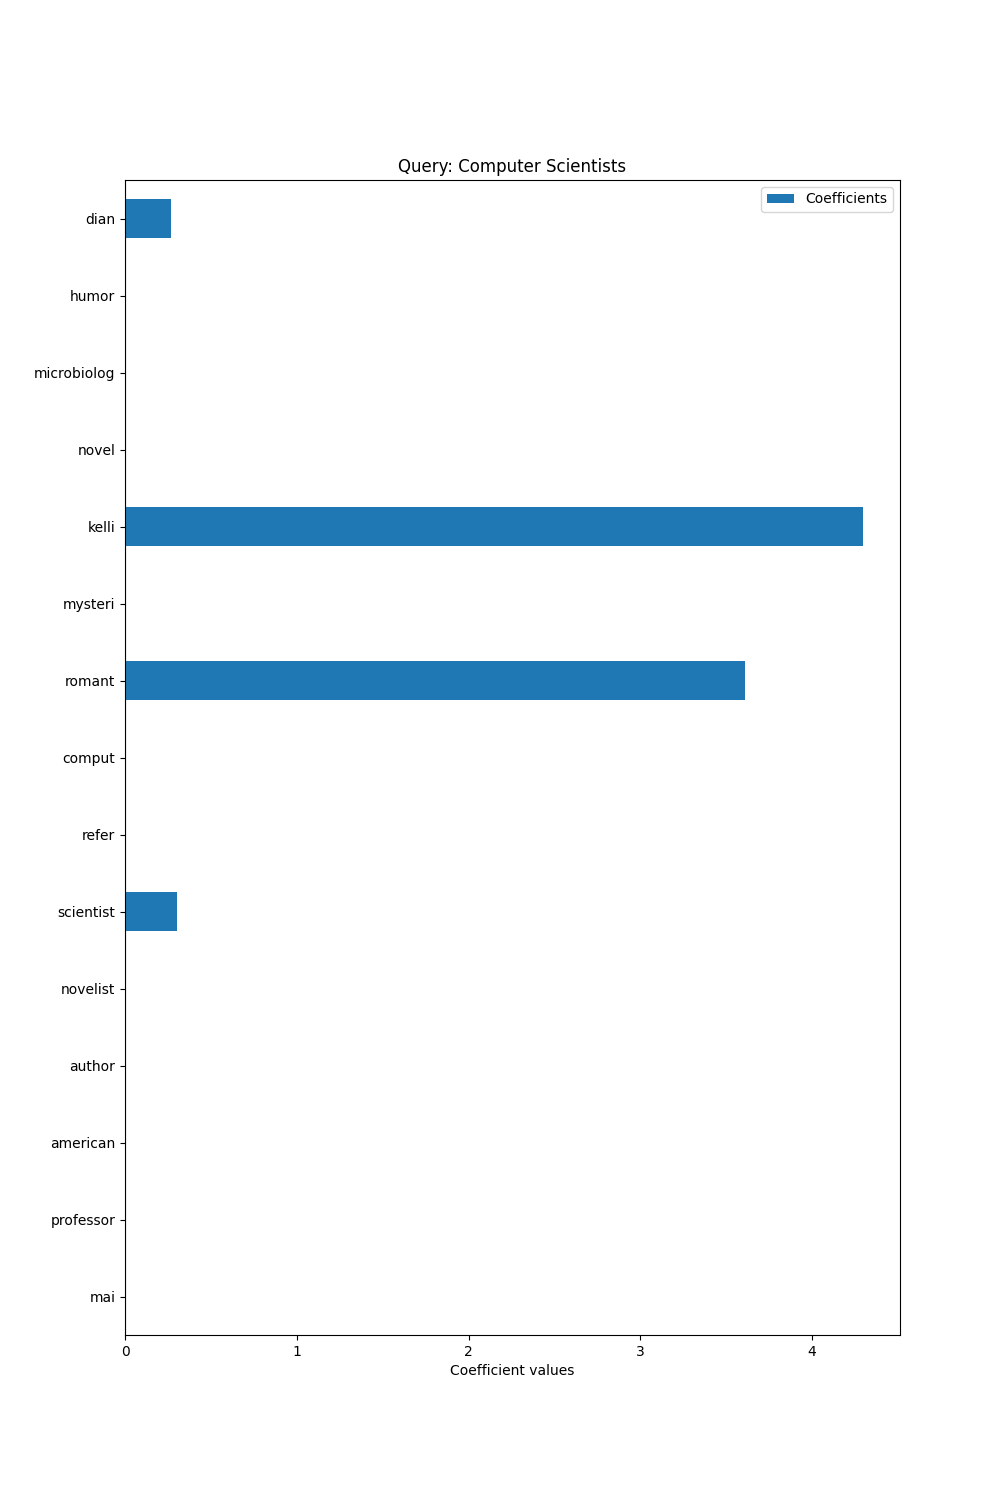 Query: Computer Scientists
Coefficients
dian
humor
microbiolog
novel
kelli
mysteri
romant
comput
refer
scientist
novelist
author
american
professor
mai
0 1 2 3 4
Coefficient values